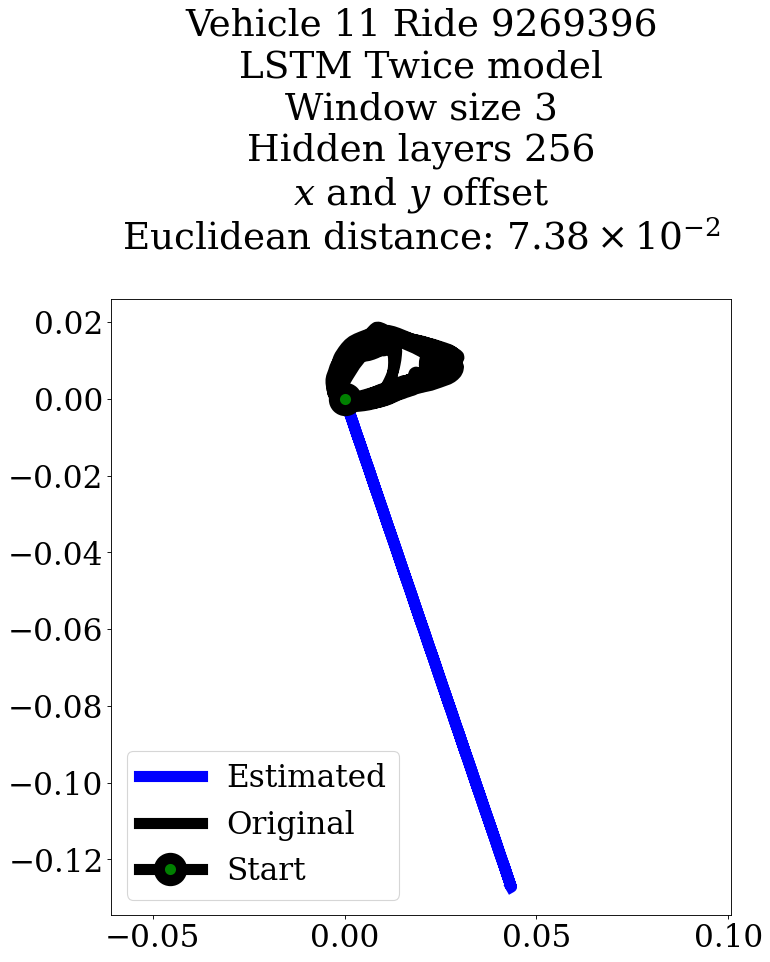 Vehicle 11 Ride 9269396
LSTM Twice model
Window size 3
Hidden layers 256
x and y offset
Euclidean distance: 7.38 × 10⁻²
0.02
0.00
−0.02
−0.04
−0.06
−0.08
−0.10
−0.12
Estimated
Original
Start
−0.05 0.00 0.05 0.10